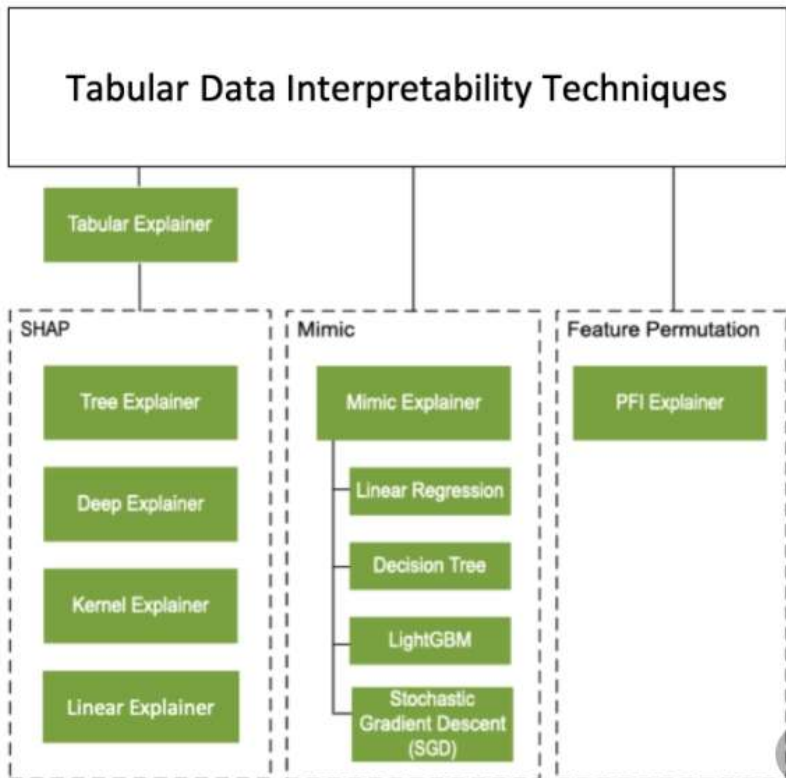 Tabular Data Interpretability Techniques
Tabular Explainer
SHAP
Tree Explainer
Deep Explainer
Kernel Explainer
Linear Explainer
Mimic
Mimic Explainer
Linear Regression
Decision Tree
LightGBM
Stochastic
Gradient Descent
(SGD)
Feature Permutation
PFI Explainer